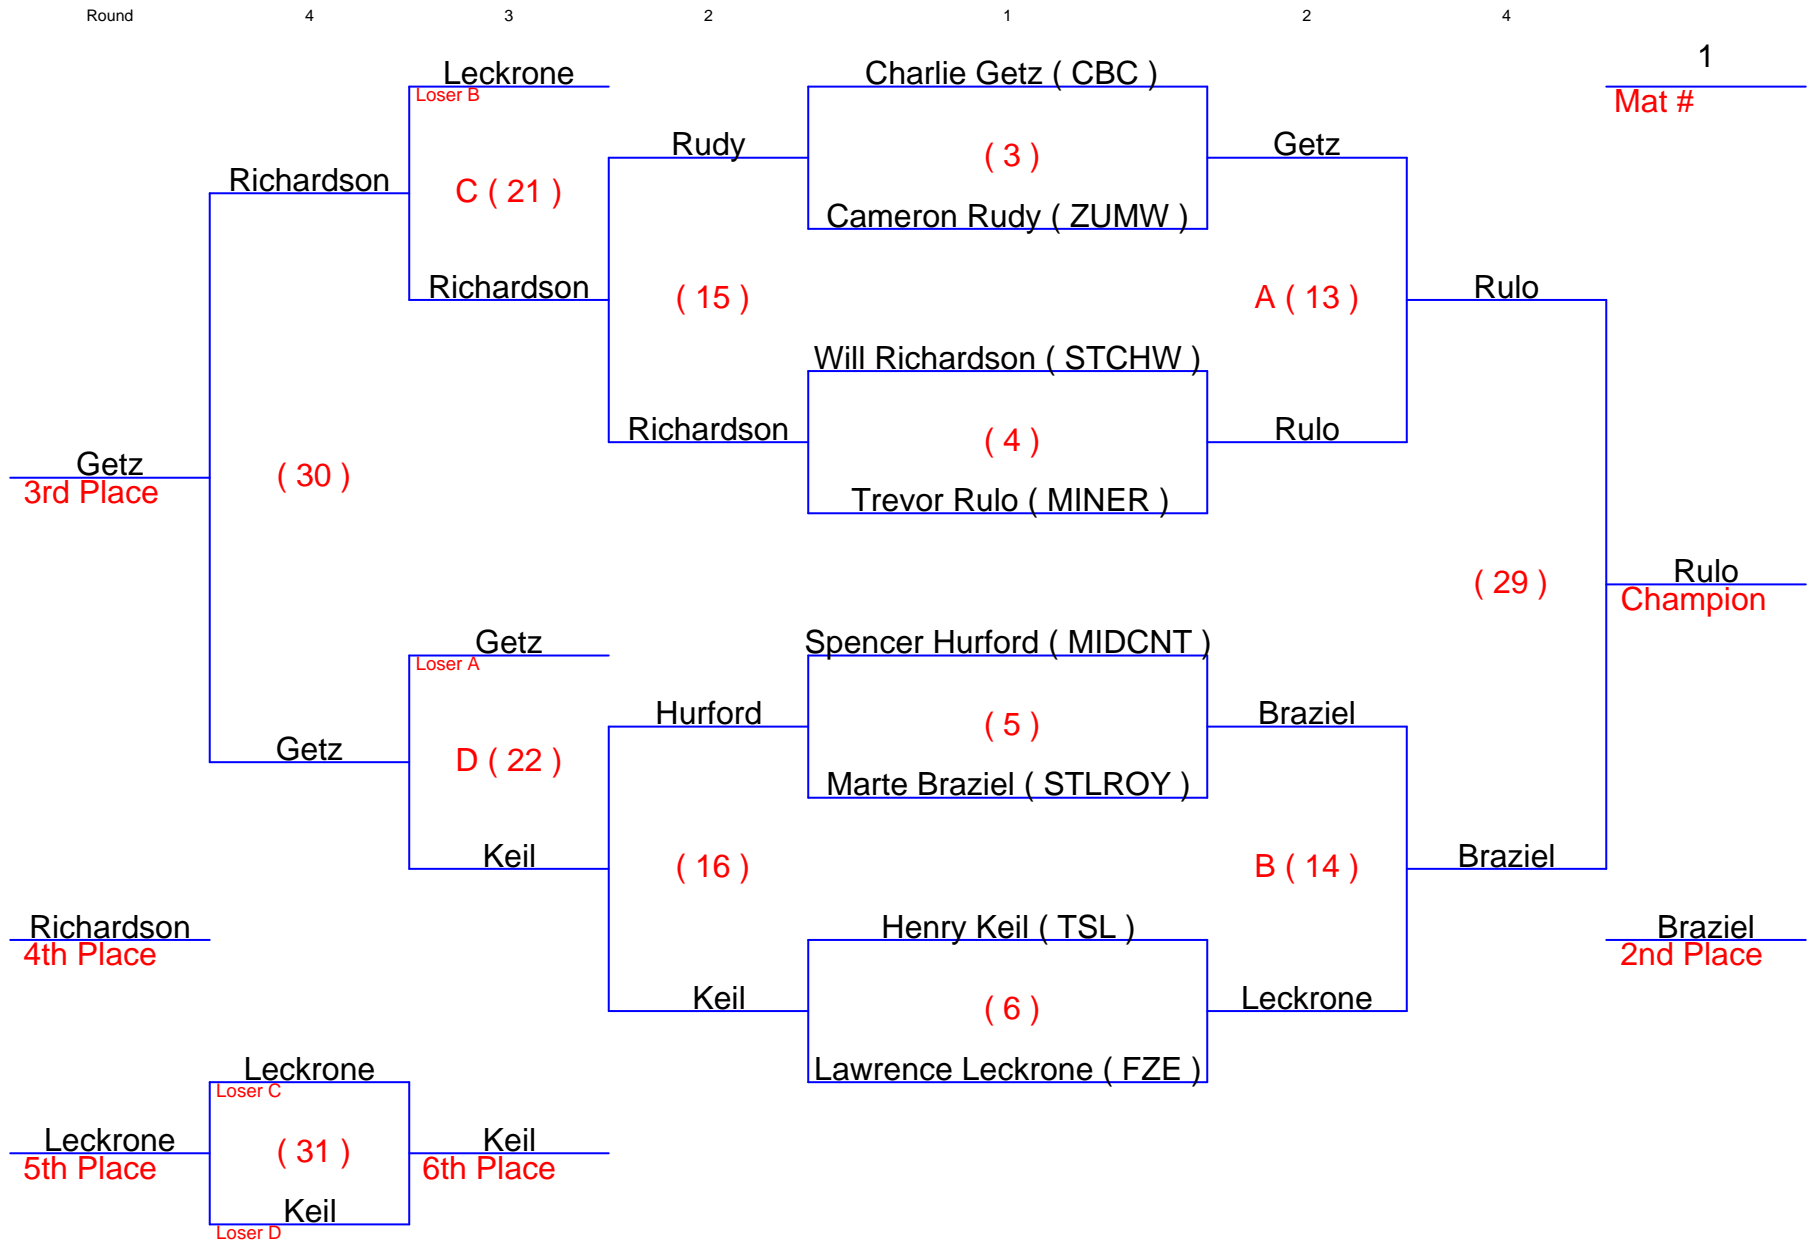 Round 4 3 2 1 2 4
1
Mat #
Leckrone
Loser B
Charlie Getz ( CBC )
Rudy
( 3 )
Getz
Richardson
C ( 21 )
Cameron Rudy ( ZUMW )
Richardson
( 15 )
A ( 13 )
Rulo
Will Richardson ( STCHW )
Richardson
( 4 )
Rulo
Getz
3rd Place
( 30 )
Trevor Rulo ( MINER )
( 29 )
Rulo
Champion
Getz
Loser A
Spencer Hurford ( MIDCNT )
Hurford
( 5 )
Braziel
Getz
D ( 22 )
Marte Braziel ( STLROY )
Keil
( 16 )
B ( 14 )
Braziel
Richardson
4th Place
Henry Keil ( TSL )
Braziel
2nd Place
Keil
( 6 )
Leckrone
Leckrone
Loser C
Lawrence Leckrone ( FZE )
Leckrone
5th Place
( 31 )
Keil
6th Place
Keil
Loser D